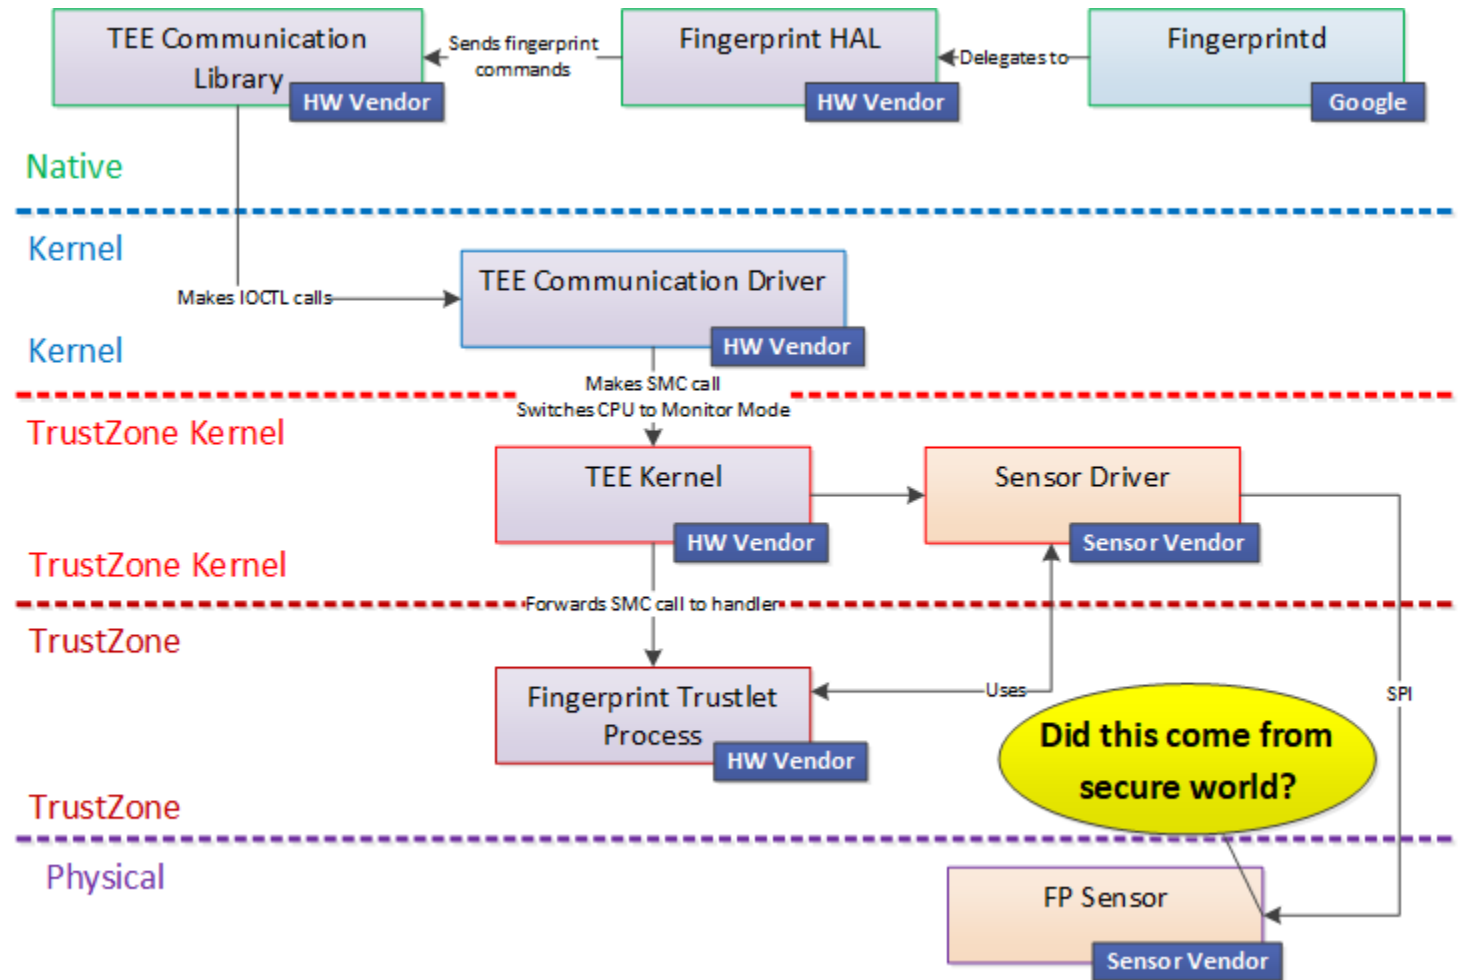 TEE Communication
Library
HW Vendor
Sends fingerprint
commands
Fingerprint HAL
HW Vendor
Delegates to
Fingerprintd
Google
Native
Kernel
TEE Communication Driver
HW Vendor
Makes IOCTL calls
Kernel
Makes SMC call
Switches CPU to Monitor Mode
TrustZone Kernel
TEE Kernel
HW Vendor
Sensor Driver
Sensor Vendor
TrustZone Kernel
Forwards SMC call to handler
TrustZone
Fingerprint Trustlet
Process
HW Vendor
Uses
SPI
Did this come from
secure world?
TrustZone
Physical
FP Sensor
Sensor Vendor